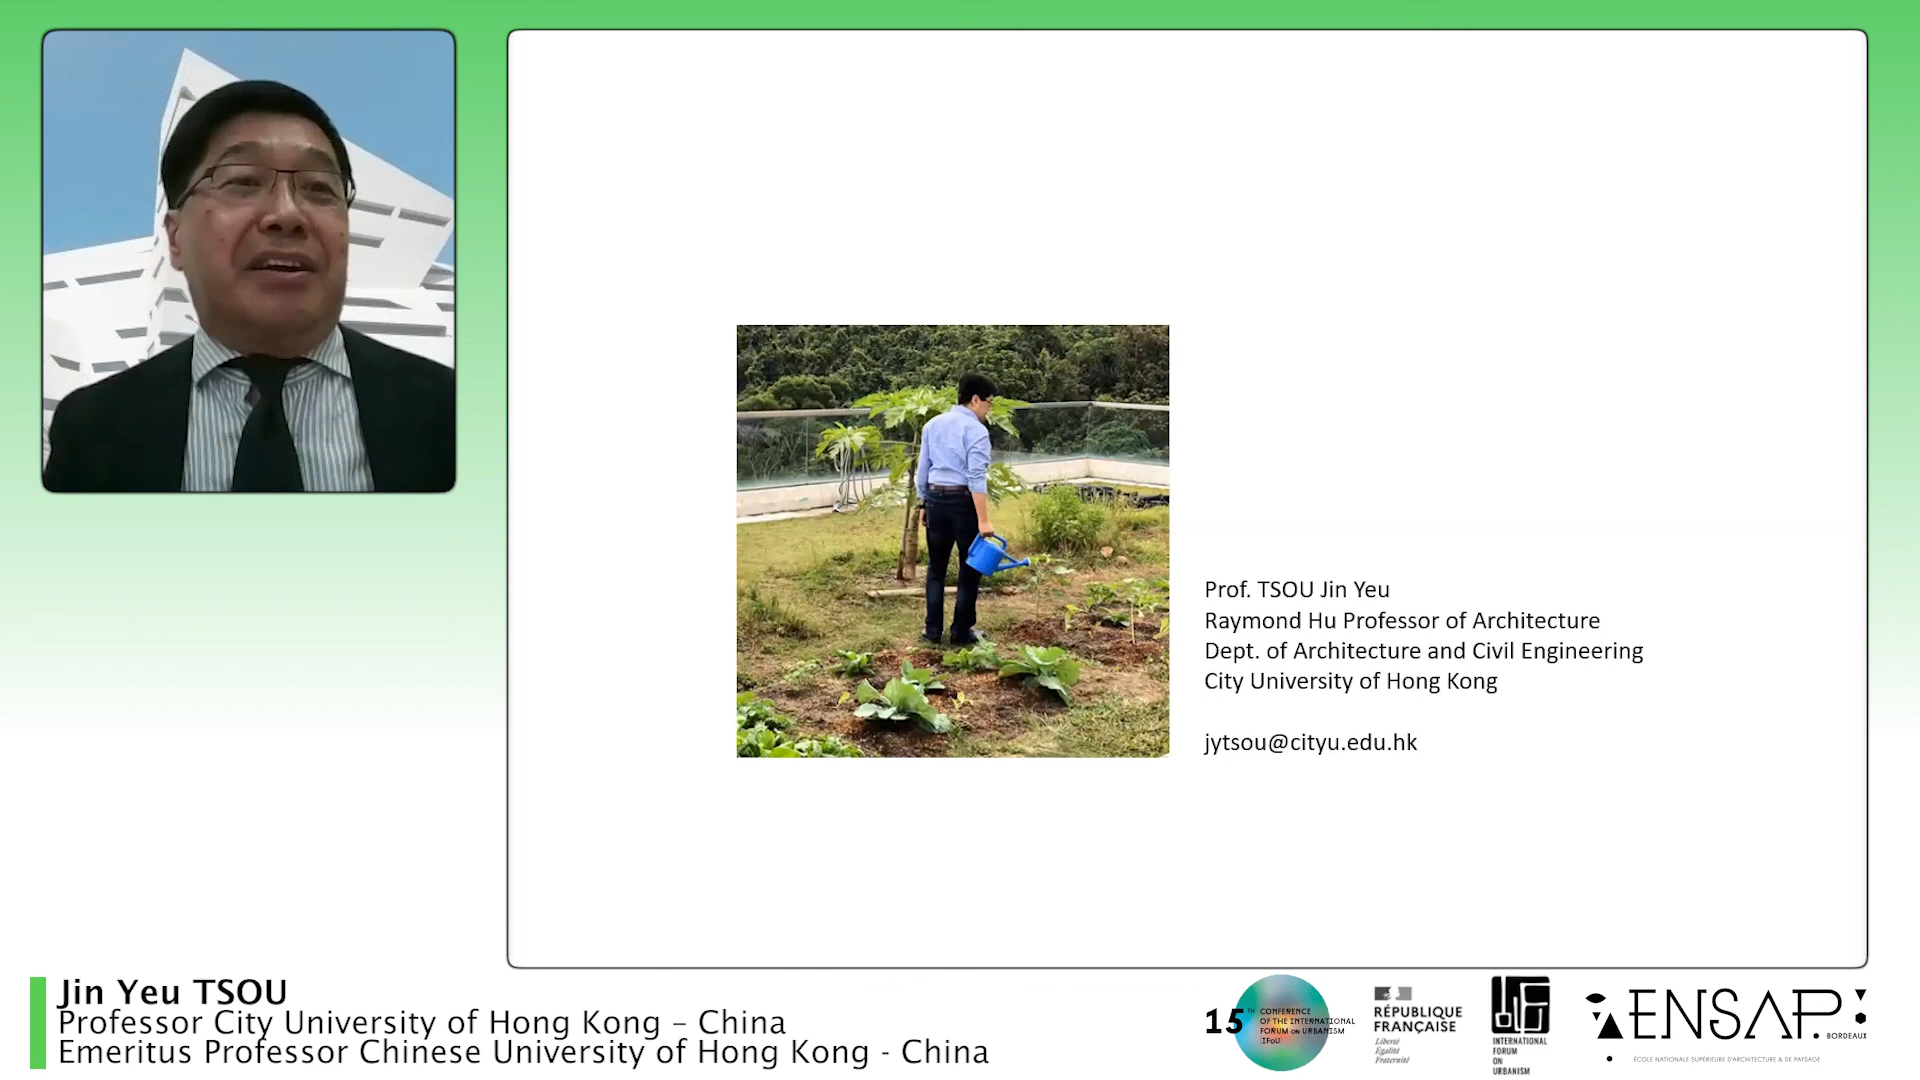 Prof. TSOU Jin Yeu
Raymond Hu Professor of Architecture
Dept. of Architecture and Civil Engineering
City University of Hong Kong
jytsou@cityu.edu.hk
Jin Yeu TSOU
Professor City University of Hong Kong – China
Emeritus Professor Chinese University of Hong Kong - China
15TH CONFERENCE
OF THE INTERNATIONAL
FORUM ON URBANISM
(IFoU)
RÉPUBLIQUE
FRANÇAISE
Liberté
Égalité
Fraternité
INTERNATIONAL
FORUM
ON
URBANISM
ENSAP
BORDEAUX
ÉCOLE NATIONALE SUPÉRIEURE D'ARCHITECTURE & DE PAYSAGE